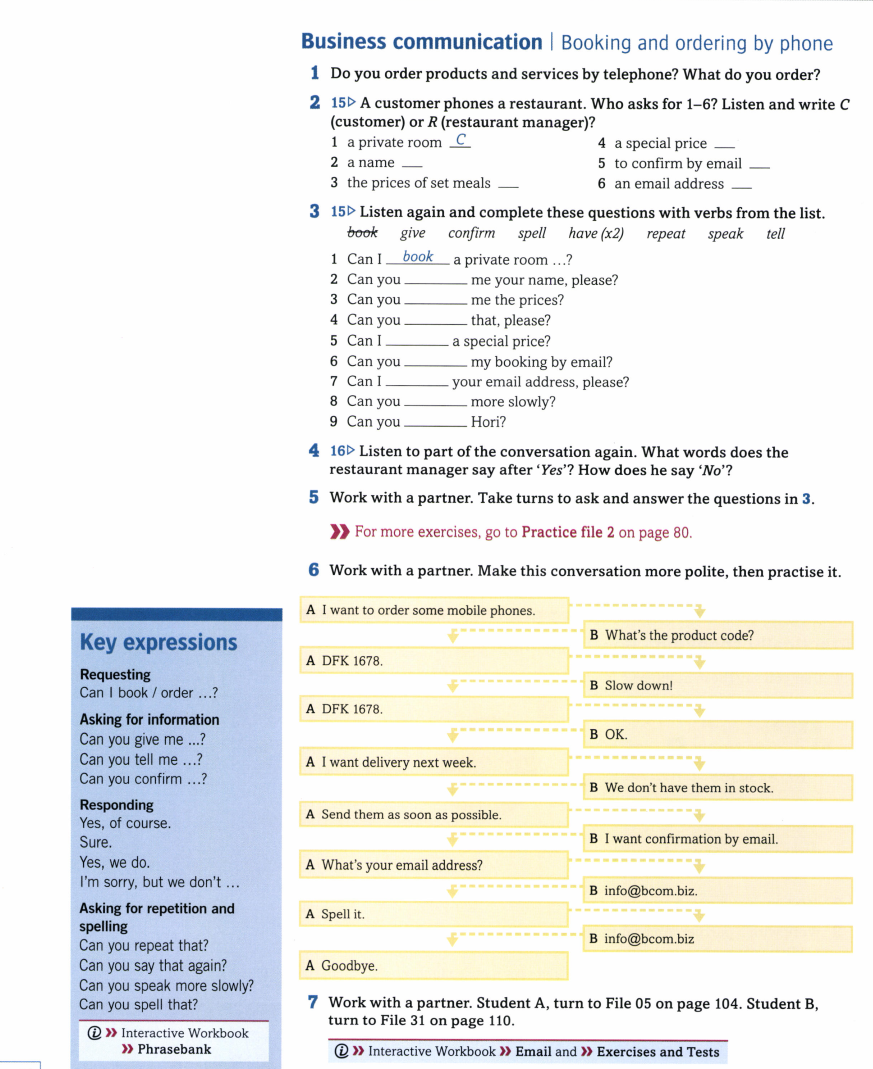 Business communication | Booking and ordering by phone
1 Do you order products and services by telephone? What do you order?
2 15▷ A customer phones a restaurant. Who asks for 1–6? Listen and write C
(customer) or R (restaurant manager)?
1 a private room C
2 a name __
3 the prices of set meals __
4 a special price __
5 to confirm by email __
6 an email address __
3 15▷ Listen again and complete these questions with verbs from the list.
book give confirm spell have (x2) repeat speak tell
1 Can I book a private room ...?
2 Can you ________ me your name, please?
3 Can you ________ me the prices?
4 Can you ________ that, please?
5 Can I ________ a special price?
6 Can you ________ my booking by email?
7 Can I ________ your email address, please?
8 Can you ________ more slowly?
9 Can you ________ Hori?
4 16▷ Listen to part of the conversation again. What words does the
restaurant manager say after ‘Yes’? How does he say ‘No’?
5 Work with a partner. Take turns to ask and answer the questions in 3.
》 For more exercises, go to Practice file 2 on page 80.
6 Work with a partner. Make this conversation more polite, then practise it.
A I want to order some mobile phones.
B What's the product code?
A DFK 1678.
B Slow down!
A DFK 1678.
B OK.
A I want delivery next week.
B We don't have them in stock.
A Send them as soon as possible.
B I want confirmation by email.
A What's your email address?
B info@bcom.biz.
A Spell it.
B info@bcom.biz
A Goodbye.
7 Work with a partner. Student A, turn to File 05 on page 104. Student B,
turn to File 31 on page 110.
ⓘ 》 Interactive Workbook 》 Email and 》 Exercises and Tests
Key expressions
Requesting
Can I book / order ...?
Asking for information
Can you give me ...?
Can you tell me ...?
Can you confirm ...?
Responding
Yes, of course.
Sure.
Yes, we do.
I'm sorry, but we don't ...
Asking for repetition and
spelling
Can you repeat that?
Can you say that again?
Can you speak more slowly?
Can you spell that?
ⓘ 》 Interactive Workbook
》 Phrasebank